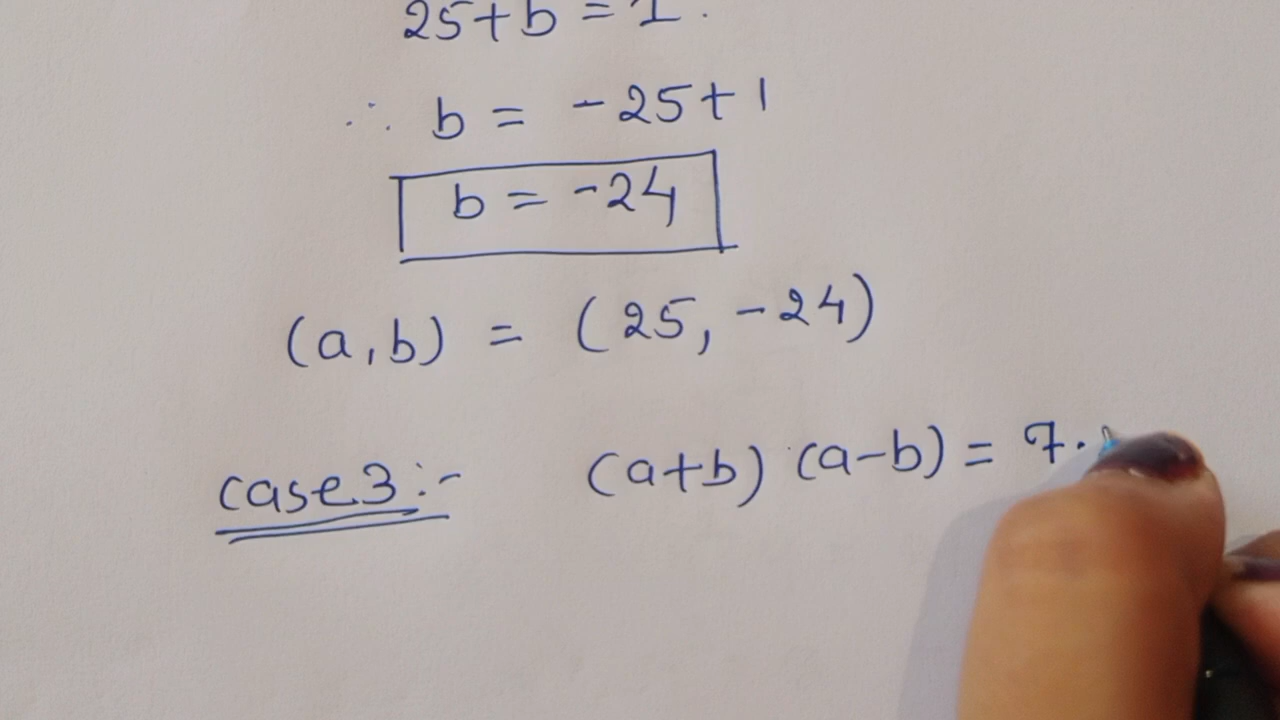 25+b = 1.
∴ b = -25+1
b = -24
(a,b) = (25, -24)
case3:- (a+b) (a-b) = 7.